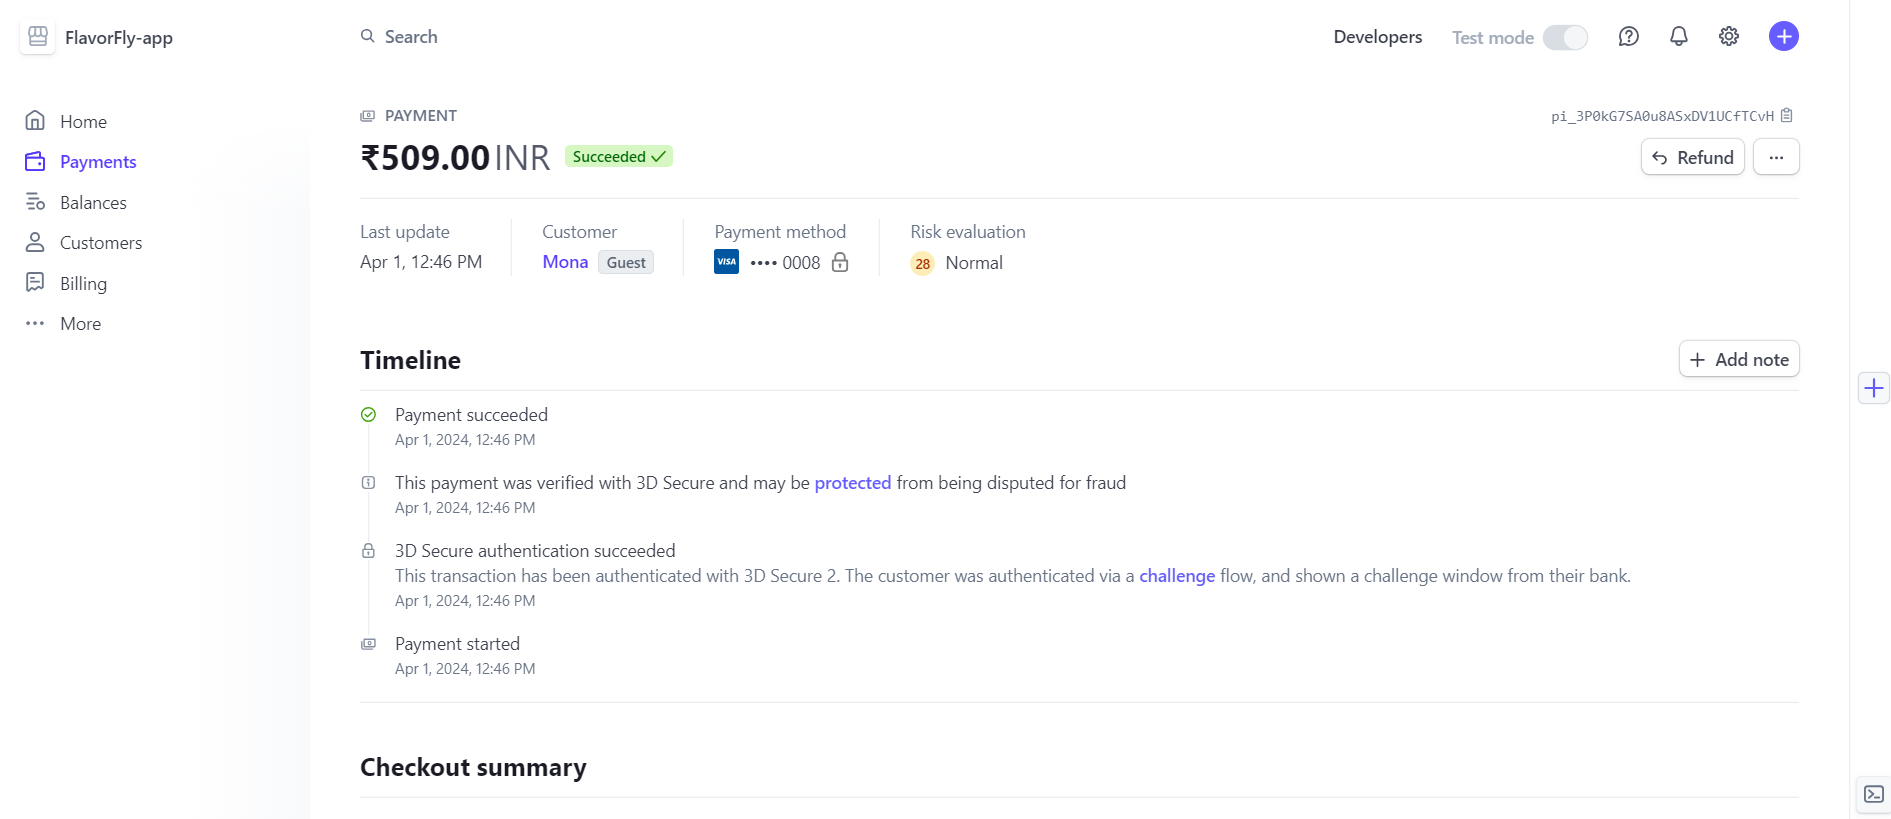 FlavorFly-app
Search
Developers
Test mode
Home
Payments
Balances
Customers
Billing
More
PAYMENT
pi_3P0kG7SA0u8ASxDV1UCfTCvH
₹509.00 INR
Succeeded
Refund
Last update
Customer
Payment method
Risk evaluation
Apr 1, 12:46 PM
Mona Guest
VISA •••• 0008
28 Normal
Timeline
Add note
Payment succeeded
Apr 1, 2024, 12:46 PM
This payment was verified with 3D Secure and may be protected from being disputed for fraud
Apr 1, 2024, 12:46 PM
3D Secure authentication succeeded
This transaction has been authenticated with 3D Secure 2. The customer was authenticated via a challenge flow, and shown a challenge window from their bank.
Apr 1, 2024, 12:46 PM
Payment started
Apr 1, 2024, 12:46 PM
Checkout summary